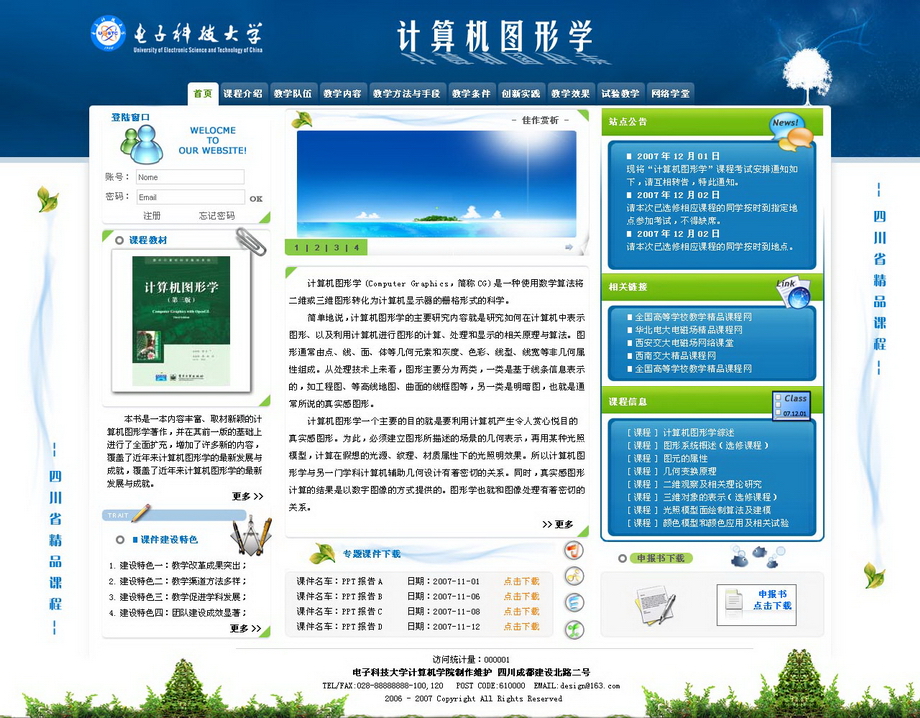 电子科技大学
University of Electronic Science and Technology of China
计算机图形学
首页 课程介绍 教学队伍 教学内容 教学方法与手段 教学条件 创新实践 教学效果 试验教学 网络学堂
登陆窗口
WELOCME
TO
OUR WEBSITE!
账号： Nome
密码： Email OK
注册 忘记密码
课程教材
计算机图形学
（第三版）
Computer Graphics with OpenGL
本书是一本内容丰富、取材新颖的计
算机图形学著作，并在其前一版的基础上
进行了全面扩充，增加了许多新的内容，
覆盖了近年来计算机图形学的最新发展与
成就，覆盖了近年来计算机图形学的最新
发展与成就。
更多 >>
TRAIT
课件建设特色
1. 建设特色一：教学改革成果突出；
2. 建设特色二：教学渠道方法多样；
3. 建设特色三：教学促进学科发展；
4. 建设特色四：团队建设成效显著；
更多 >>
- 佳作赏析 -
1 | 2 | 3 | 4
计算机图形学(Computer Graphics，简称CG)是一种使用数学算法将
二维或三维图形转化为计算机显示器的栅格形式的科学。
简单地说，计算机图形学的主要研究内容就是研究如何在计算机中表示
图形、以及利用计算机进行图形的计算、处理和显示的相关原理与算法。图
形通常由点、线、面、体等几何元素和灰度、色彩、线型、线宽等非几何属
性组成。从处理技术上来看，图形主要分为两类，一类是基于线条信息表示
的，如工程图、等高线地图、曲面的线框图等，另一类是明暗图，也就是通
常所说的真实感图形。
计算机图形学一个主要的目的就是要利用计算机产生令人赏心悦目的
真实感图形。为此，必须建立图形所描述的场景的几何表示，再用某种光照
模型，计算在假想的光源、纹理、材质属性下的光照明效果。所以计算机图
形学与另一门学科计算机辅助几何设计有着密切的关系。同时，真实感图形
计算的结果是以数字图像的方式提供的。图形学也就和图像处理有着密切的
关系。
>> 更多
专题课件下载
课件名车：PPT报告A 日期：2007-11-01 点击下载
课件名车：PPT报告B 日期：2007-11-06 点击下载
课件名车：PPT报告C 日期：2007-11-08 点击下载
课件名车：PPT报告D 日期：2007-11-12 点击下载
站点公告
News!
2007 年 12 月 01 日
现将“计算机图形学”课程考试安排通知如
下，请互相转告，特此通知。
2007 年 12 月 02 日
请本次已选修相应课程的同学按时到指定地
点参加考试，不得缺席。
2007 年 12 月 02 日
请本次已选修相应课程的同学按时到地点。
相关链接
Link
全国高等学校教学精品课程网
华北电大电磁场精品课程网
西安交大电磁场网络课堂
西南交大精品课程网
全国高等学校教学精品课程网
课程信息
Class
07.12.01
[ 课程 ] 计算机图形学综述
[ 课程 ] 图形系统概述（选修课程）
[ 课程 ] 图元的属性
[ 课程 ] 几何变换原理
[ 课程 ] 二维观察及相关理论研究
[ 课程 ] 三维对象的表示（选修课程）
[ 课程 ] 光照模型面绘制算法及建模
[ 课程 ] 颜色模型和颜色应用及相关试验
申报书下载
申报书
点击下载
四川省精品课程
四川省精品课程
访问统计量：000001
电子科技大学计算机学院制作维护 四川成都建设北路二号
TEL/FAX:028-88888888-100,120 POST CODE:610000 EMAIL:design@163.com
2006 - 2007 Copyright All Rights Reserved